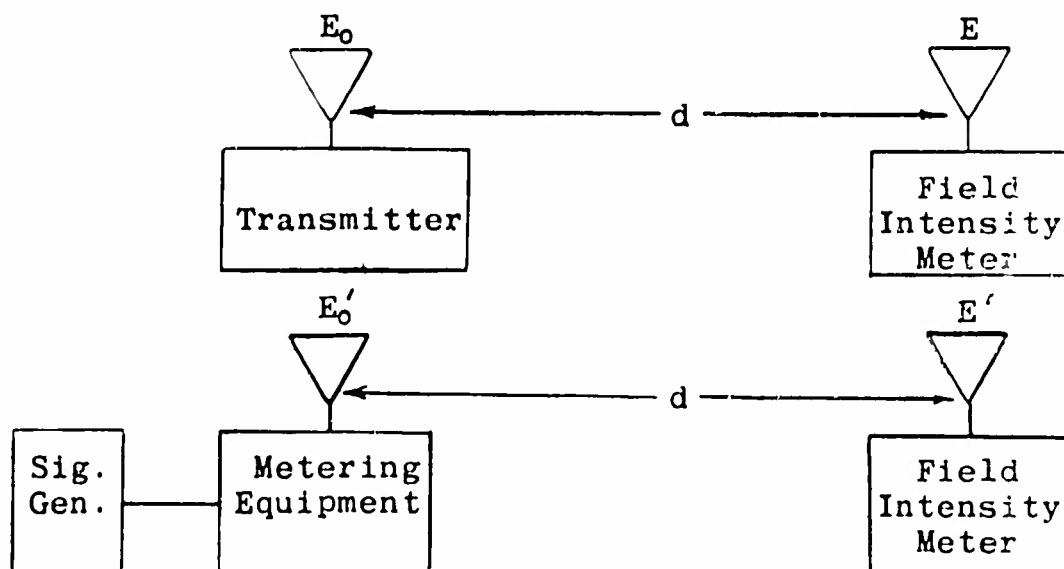 E₀ E
d
Transmitter
Field
Intensity
Meter
E₀′ E′
d
Sig.
Gen.
Metering
Equipment
Field
Intensity
Meter